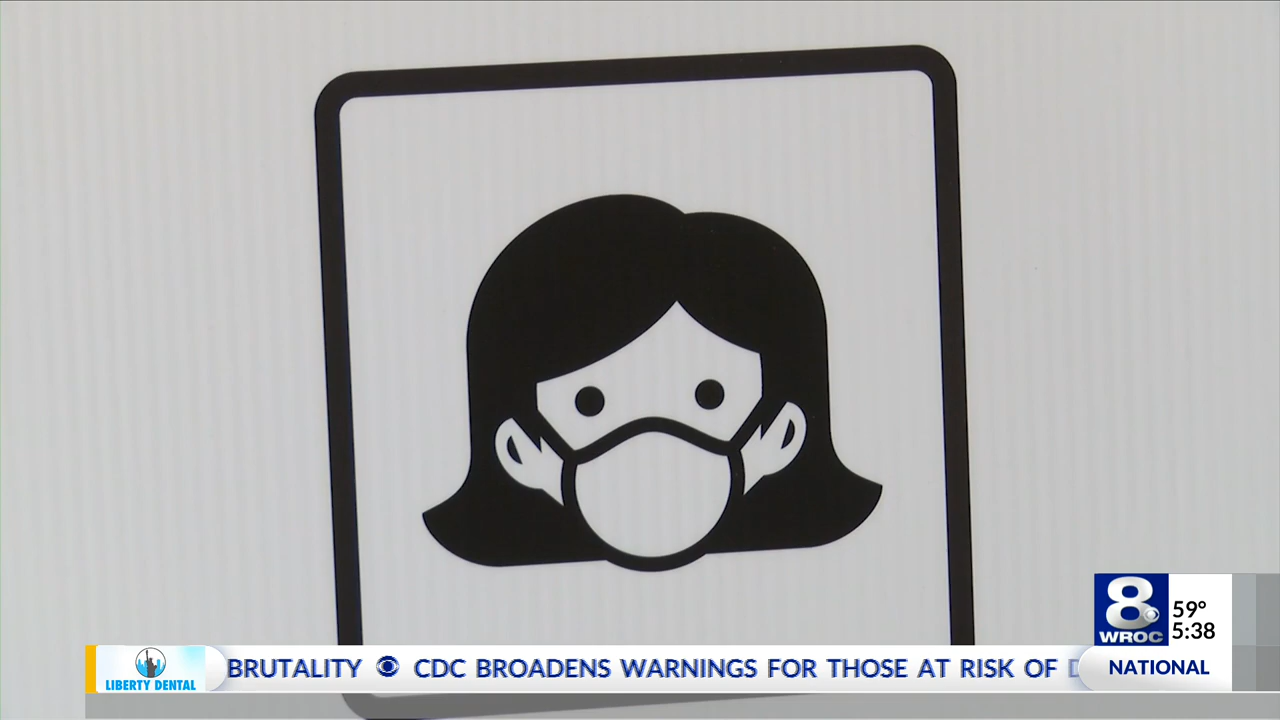 8
WROC
59°
5:38
LIBERTY DENTAL
BRUTALITY CDC BROADENS WARNINGS FOR THOSE AT RISK OF
NATIONAL